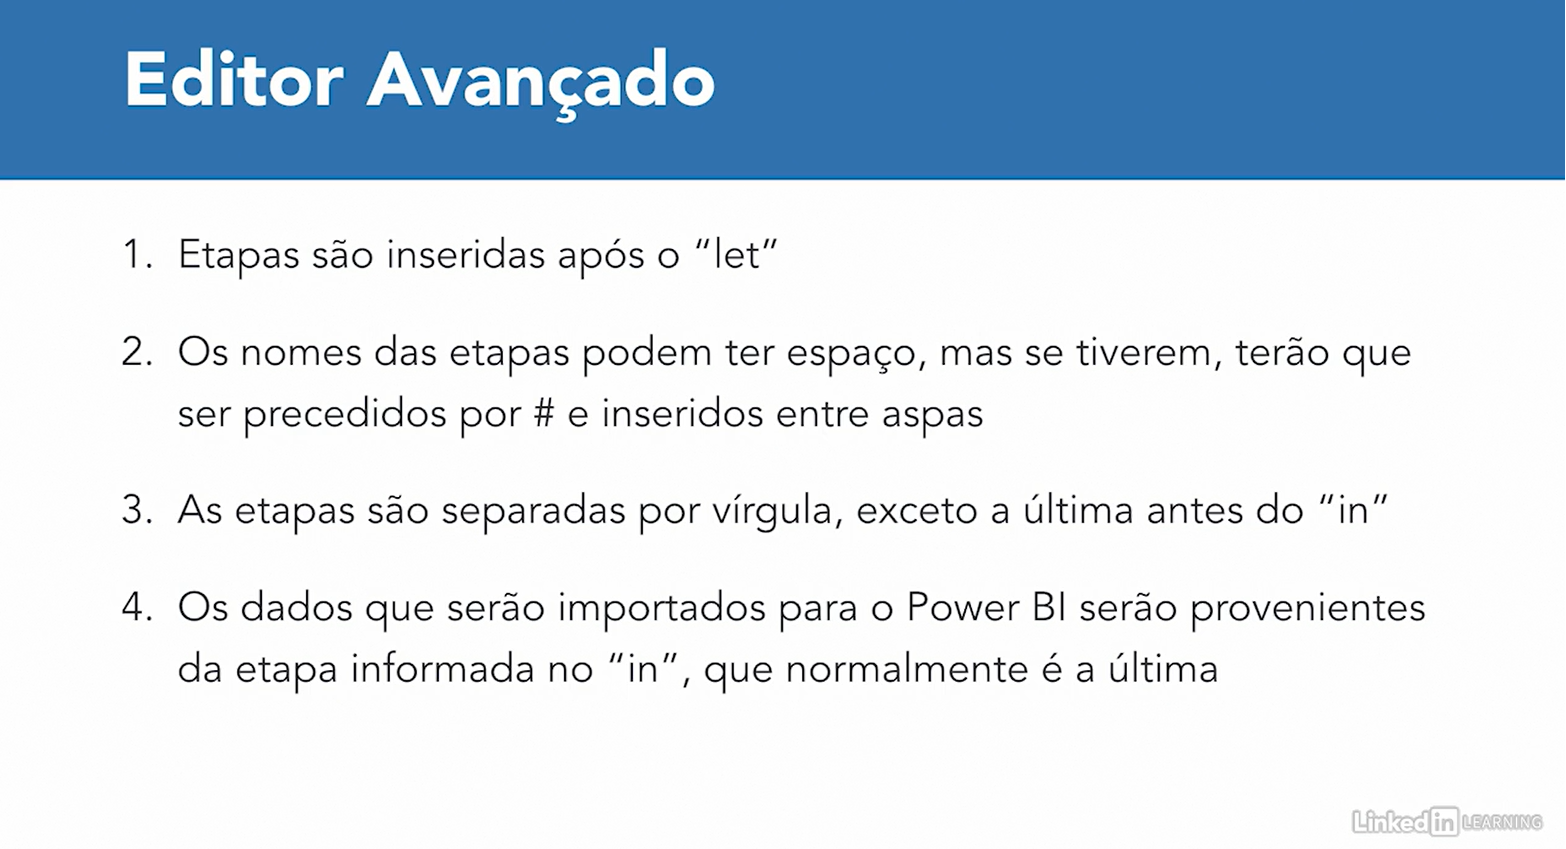 Editor Avançado
1. Etapas são inseridas após o “let”
2. Os nomes das etapas podem ter espaço, mas se tiverem, terão que
ser precedidos por # e inseridos entre aspas
3. As etapas são separadas por vírgula, exceto a última antes do “in”
4. Os dados que serão importados para o Power BI serão provenientes
da etapa informada no “in”, que normalmente é a última
Linked in LEARNING